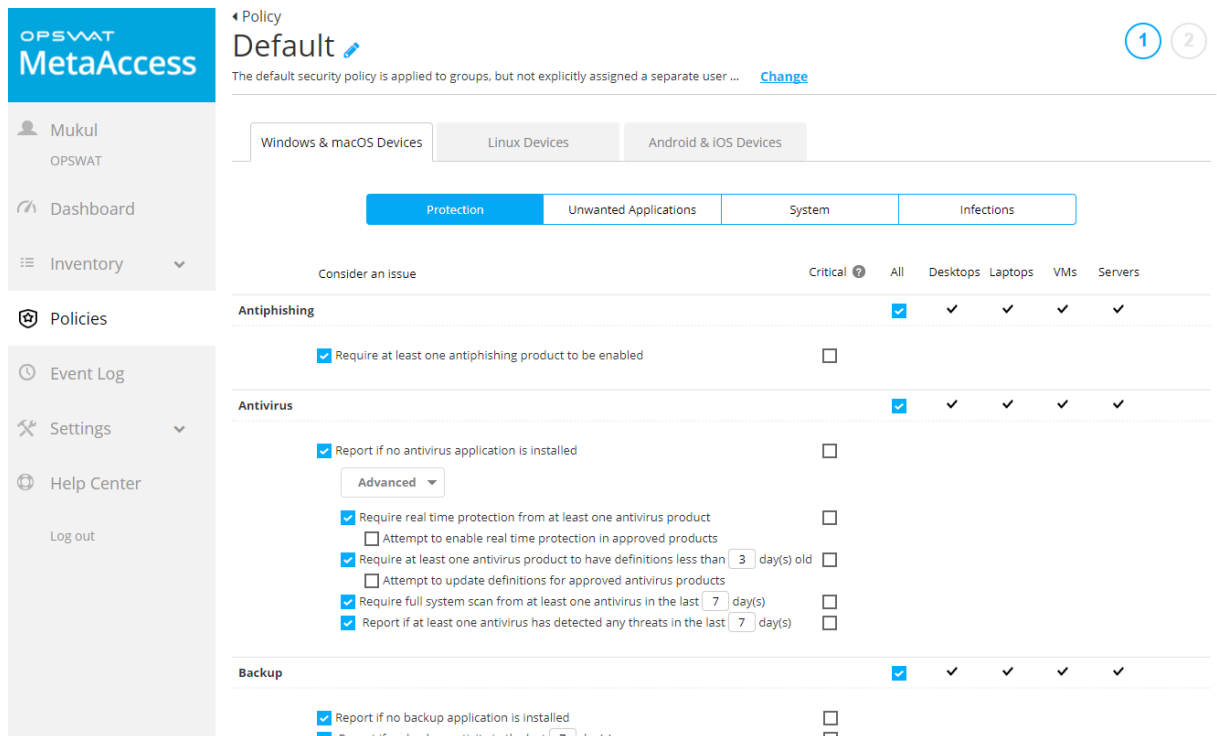 OPSWAT
MetaAccess
Mukul
OPSWAT
Dashboard
Inventory
Policies
Event Log
Settings
Help Center
Log out
Policy
Default
1 2
The default security policy is applied to groups, but not explicitly assigned a separate user ... Change
Windows & macOS Devices Linux Devices Android & iOS Devices
Protection Unwanted Applications System Infections
Consider an issue Critical ? All Desktops Laptops VMs Servers
Antiphishing
Require at least one antiphishing product to be enabled
Antivirus
Report if no antivirus application is installed
Advanced
Require real time protection from at least one antivirus product
Attempt to enable real time protection in approved products
Require at least one antivirus product to have definitions less than 3 day(s) old
Attempt to update definitions for approved antivirus products
Require full system scan from at least one antivirus in the last 7 day(s)
Report if at least one antivirus has detected any threats in the last 7 day(s)
Backup
Report if no backup application is installed